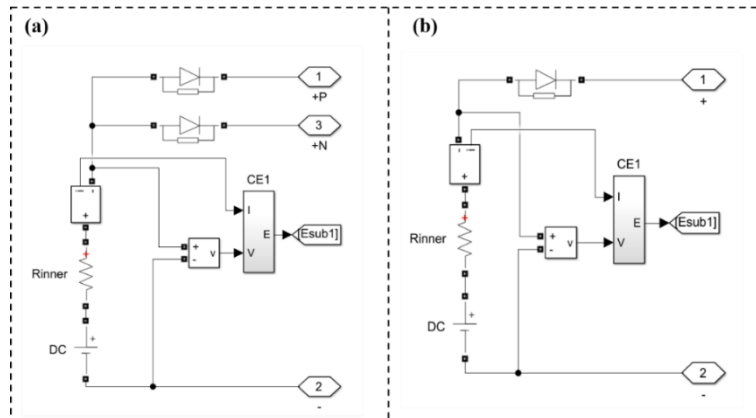 (a)
1
+P
3
+N
CE1
i
+
-
I
E
[Esub1]
+
-
v
V
Rinner
+
DC
+
2
-
(b)
1
+
CE1
i
+
-
I
E
[Esub1]
+
-
v
V
Rinner
+
DC
+
2
-